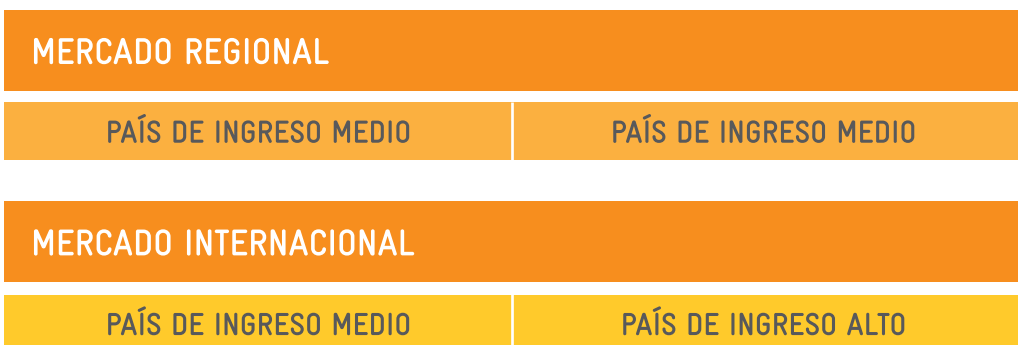 MERCADO REGIONAL
PAÍS DE INGRESO MEDIO PAÍS DE INGRESO MEDIO
MERCADO INTERNACIONAL
PAÍS DE INGRESO MEDIO PAÍS DE INGRESO ALTO